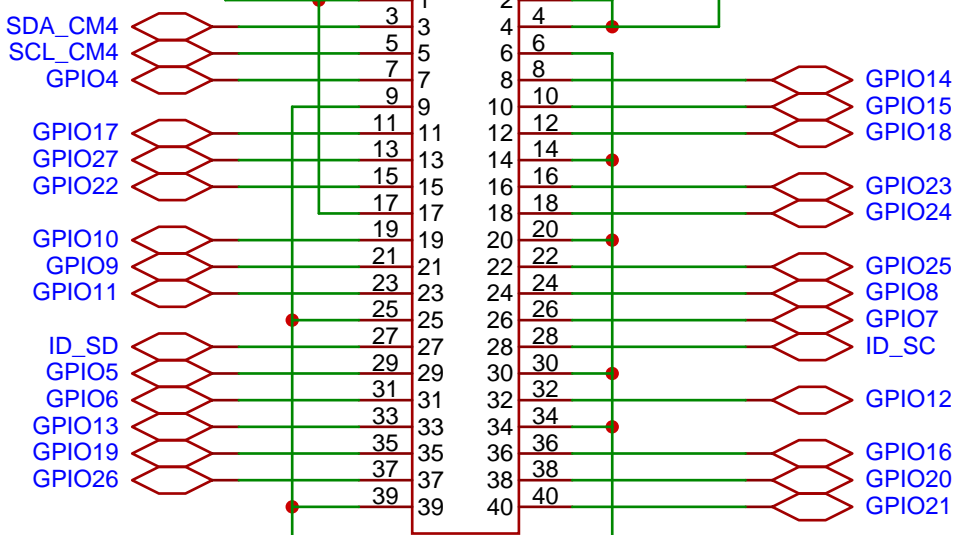 1 2
SDA_CM4 3 3 4 4
SCL_CM4 5 5 6 6
GPIO4 7 7 8 8 GPIO14
9 9 10 10 GPIO15
GPIO17 11 11 12 12 GPIO18
GPIO27 13 13 14 14
GPIO22 15 15 16 16 GPIO23
17 17 18 18 GPIO24
GPIO10 19 19 20 20
GPIO9 21 21 22 22 GPIO25
GPIO11 23 23 24 24 GPIO8
25 25 26 26 GPIO7
ID_SD 27 27 28 28 ID_SC
GPIO5 29 29 30 30
GPIO6 31 31 32 32 GPIO12
GPIO13 33 33 34 34
GPIO19 35 35 36 36 GPIO16
GPIO26 37 37 38 38 GPIO20
39 39 40 40 GPIO21